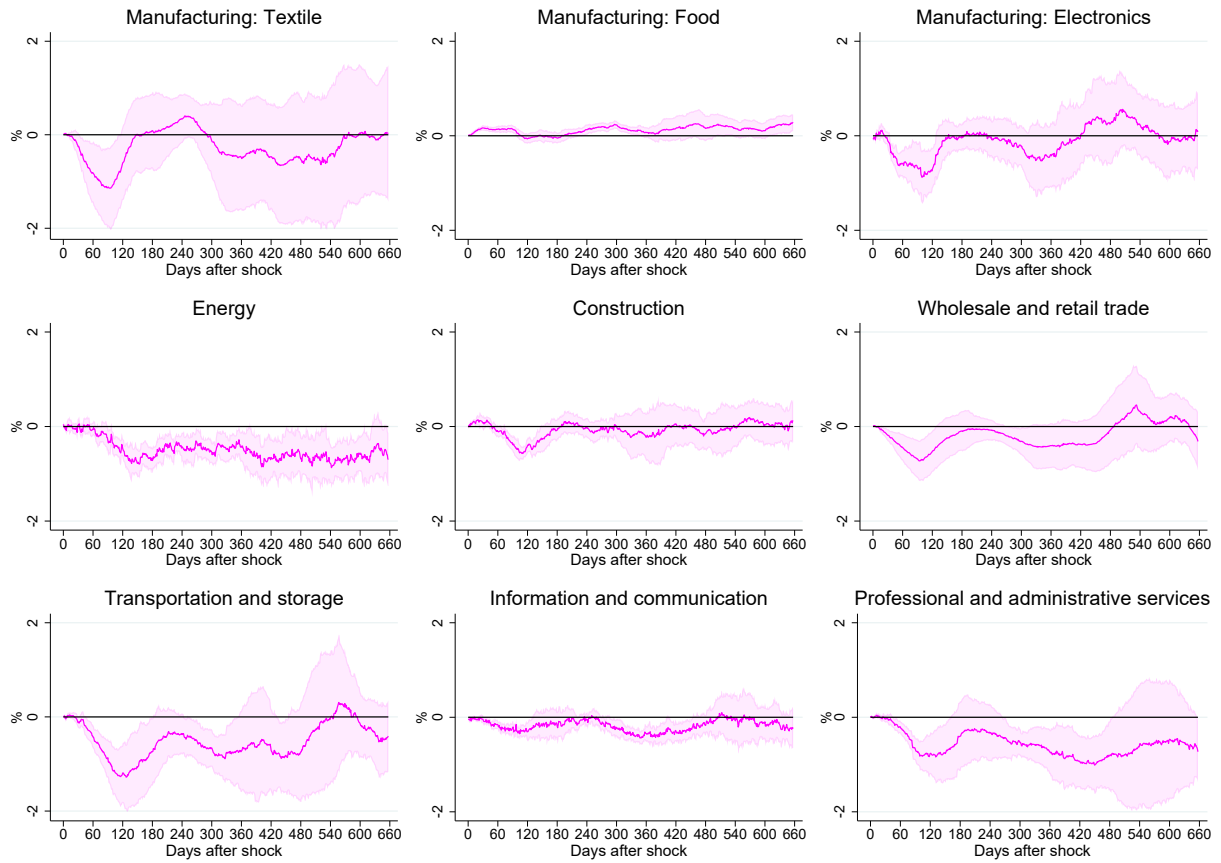 Manufacturing: Textile
2
0
-2
%
0 60 120 180 240 300 360 420 480 540 600 660
Days after shock
Manufacturing: Food
2
0
-2
%
0 60 120 180 240 300 360 420 480 540 600 660
Days after shock
Manufacturing: Electronics
2
0
-2
%
0 60 120 180 240 300 360 420 480 540 600 660
Days after shock
Energy
2
0
-2
%
0 60 120 180 240 300 360 420 480 540 600 660
Days after shock
Construction
2
0
-2
%
0 60 120 180 240 300 360 420 480 540 600 660
Days after shock
Wholesale and retail trade
2
0
-2
%
0 60 120 180 240 300 360 420 480 540 600 660
Days after shock
Transportation and storage
2
0
-2
%
0 60 120 180 240 300 360 420 480 540 600 660
Days after shock
Information and communication
2
0
-2
%
0 60 120 180 240 300 360 420 480 540 600 660
Days after shock
Professional and administrative services
2
0
-2
%
0 60 120 180 240 300 360 420 480 540 600 660
Days after shock